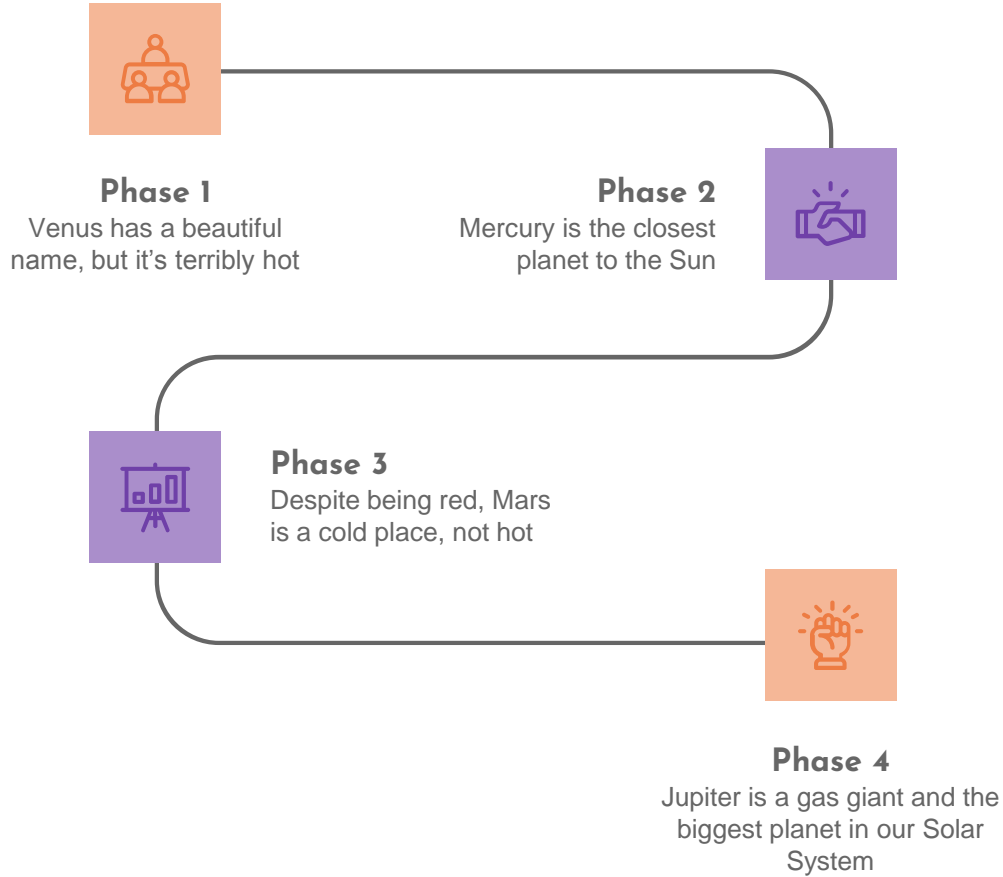 Phase 1
Venus has a beautiful
name, but it's terribly hot
Phase 2
Mercury is the closest
planet to the Sun
Phase 3
Despite being red, Mars
is a cold place, not hot
Phase 4
Jupiter is a gas giant and the
biggest planet in our Solar
System